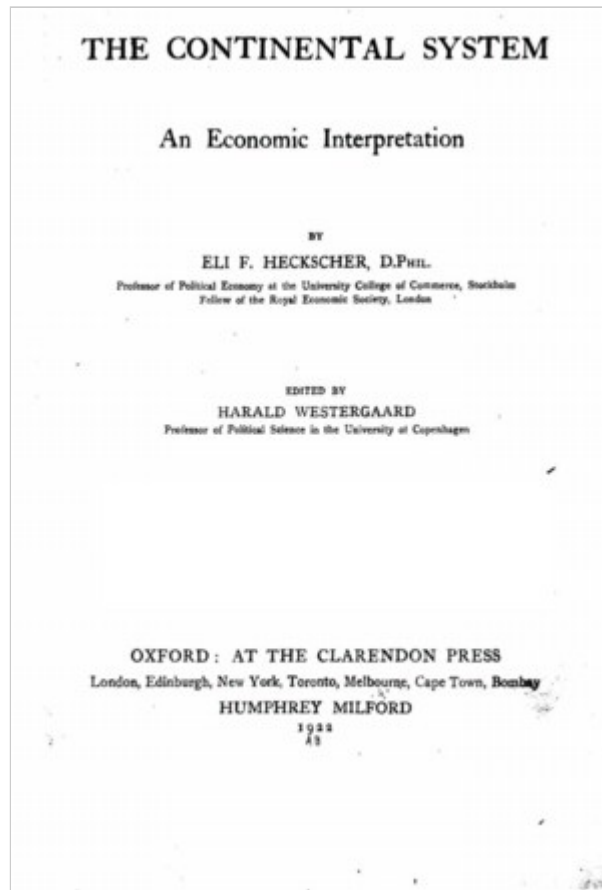 THE CONTINENTAL SYSTEM
An Economic Interpretation
BY
ELI F. HECKSCHER, D.PHIL.
Professor of Political Economy at the University College of Commerce, Stockholm
Fellow of the Royal Economic Society, London
EDITED BY
HARALD WESTERGAARD
Professor of Political Science in the University at Copenhagen
OXFORD: AT THE CLARENDON PRESS
London, Edinburgh, New York, Toronto, Melbourne, Cape Town, Bombay
HUMPHREY MILFORD
1922